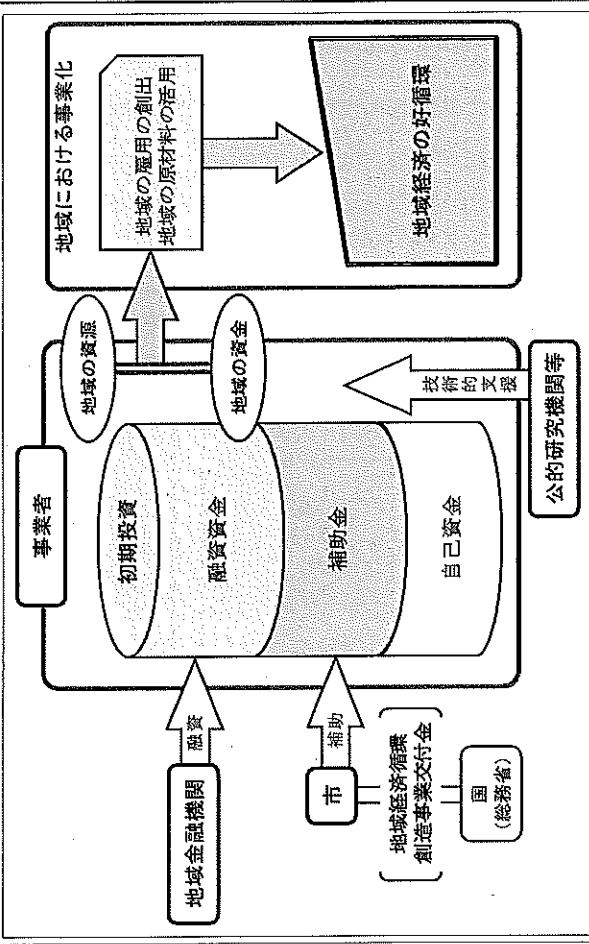 地域金融機関
融資
市
補助
地域経済循環
創造事業交付金
国
(総務省)
事業者
初期投資
融資資金
補助金
自己資金
地域の資源
地域の資金
技術的支援
公的研究機関等
地域における事業化
地域の雇用の創出
地域の原材料の活用
地域経済の好循環